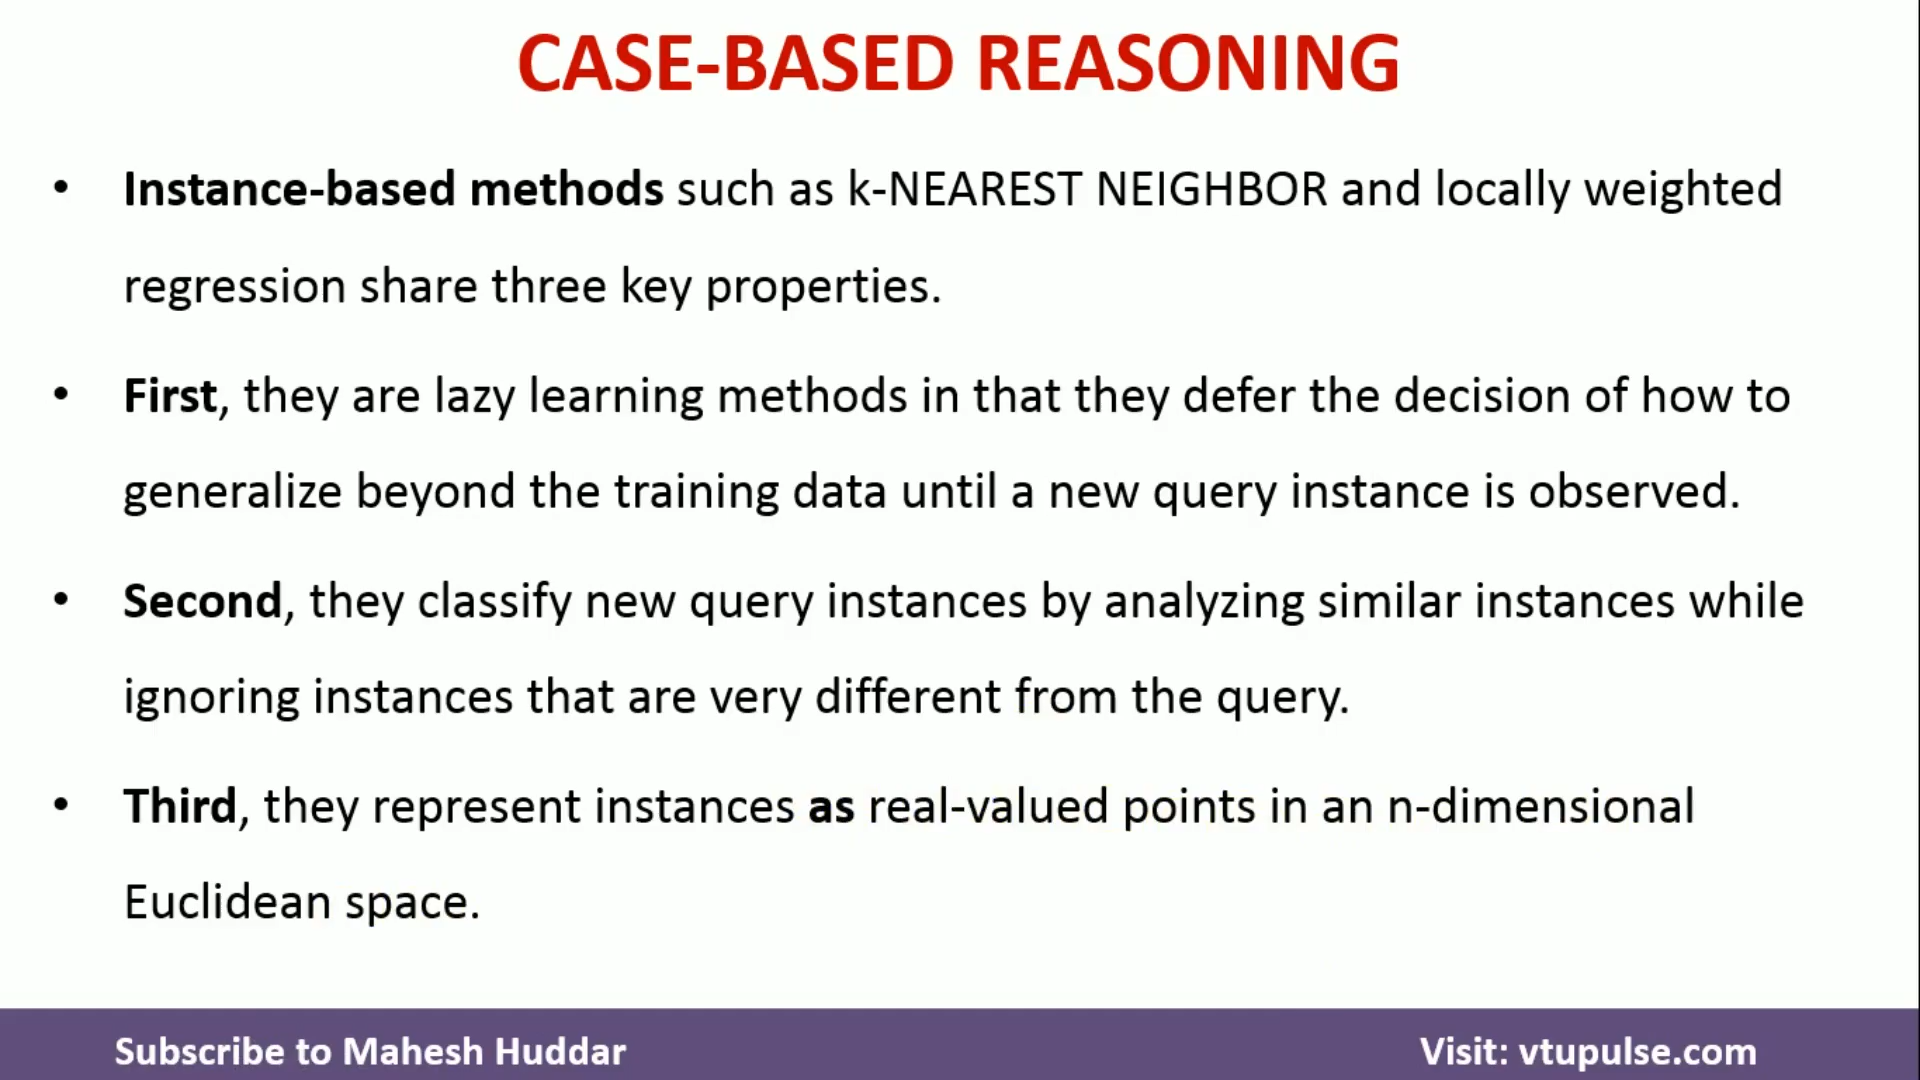 CASE-BASED REASONING
• Instance-based methods such as k-NEAREST NEIGHBOR and locally weighted
regression share three key properties.
• First, they are lazy learning methods in that they defer the decision of how to
generalize beyond the training data until a new query instance is observed.
• Second, they classify new query instances by analyzing similar instances while
ignoring instances that are very different from the query.
• Third, they represent instances as real-valued points in an n-dimensional
Euclidean space.
Subscribe to Mahesh Huddar
Visit: vtupulse.com